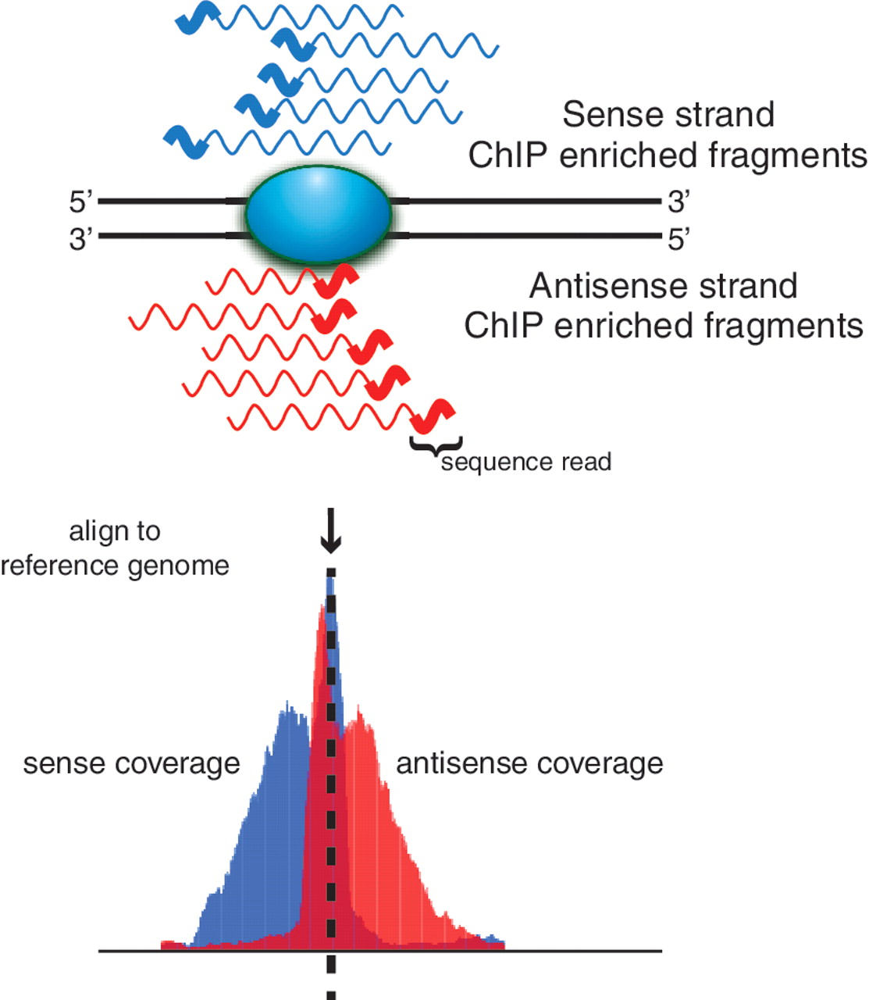 Sense strand
ChIP enriched fragments
5’ 3’
3’ 5’
Antisense strand
ChIP enriched fragments
sequence read
align to
reference genome
sense coverage antisense coverage